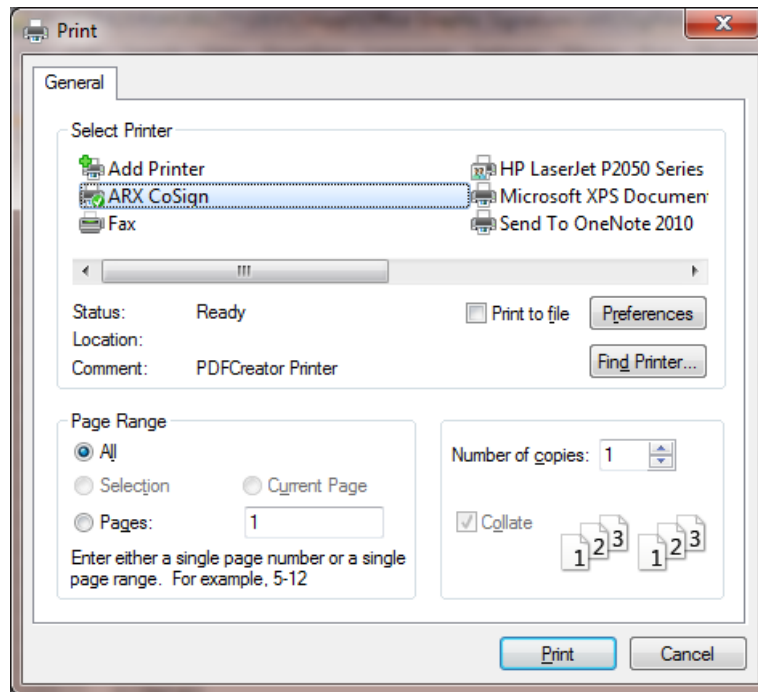 Print
General
Select Printer
Add Printer
ARX CoSign
Fax
HP LaserJet P2050 Series
Microsoft XPS Documen
Send To OneNote 2010
Status: Ready
Location:
Comment: PDFCreator Printer
Print to file
Preferences
Find Printer...
Page Range
All
Selection
Current Page
Pages: 1
Enter either a single page number or a single
page range. For example, 5-12
Number of copies: 1
Collate
1 2 3 1 2 3
Print
Cancel